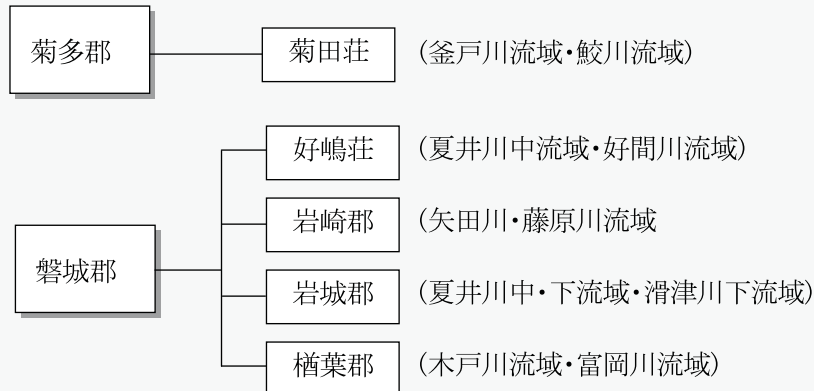 菊多郡 菊田荘 (釜戸川流域・鮫川流域)
好嶋荘 (夏井川中流域・好間川流域)
岩崎郡 (矢田川・藤原川流域
磐城郡
岩城郡 (夏井川中・下流域・滑津川下流域)
楢葉郡 (木戸川流域・富岡川流域)